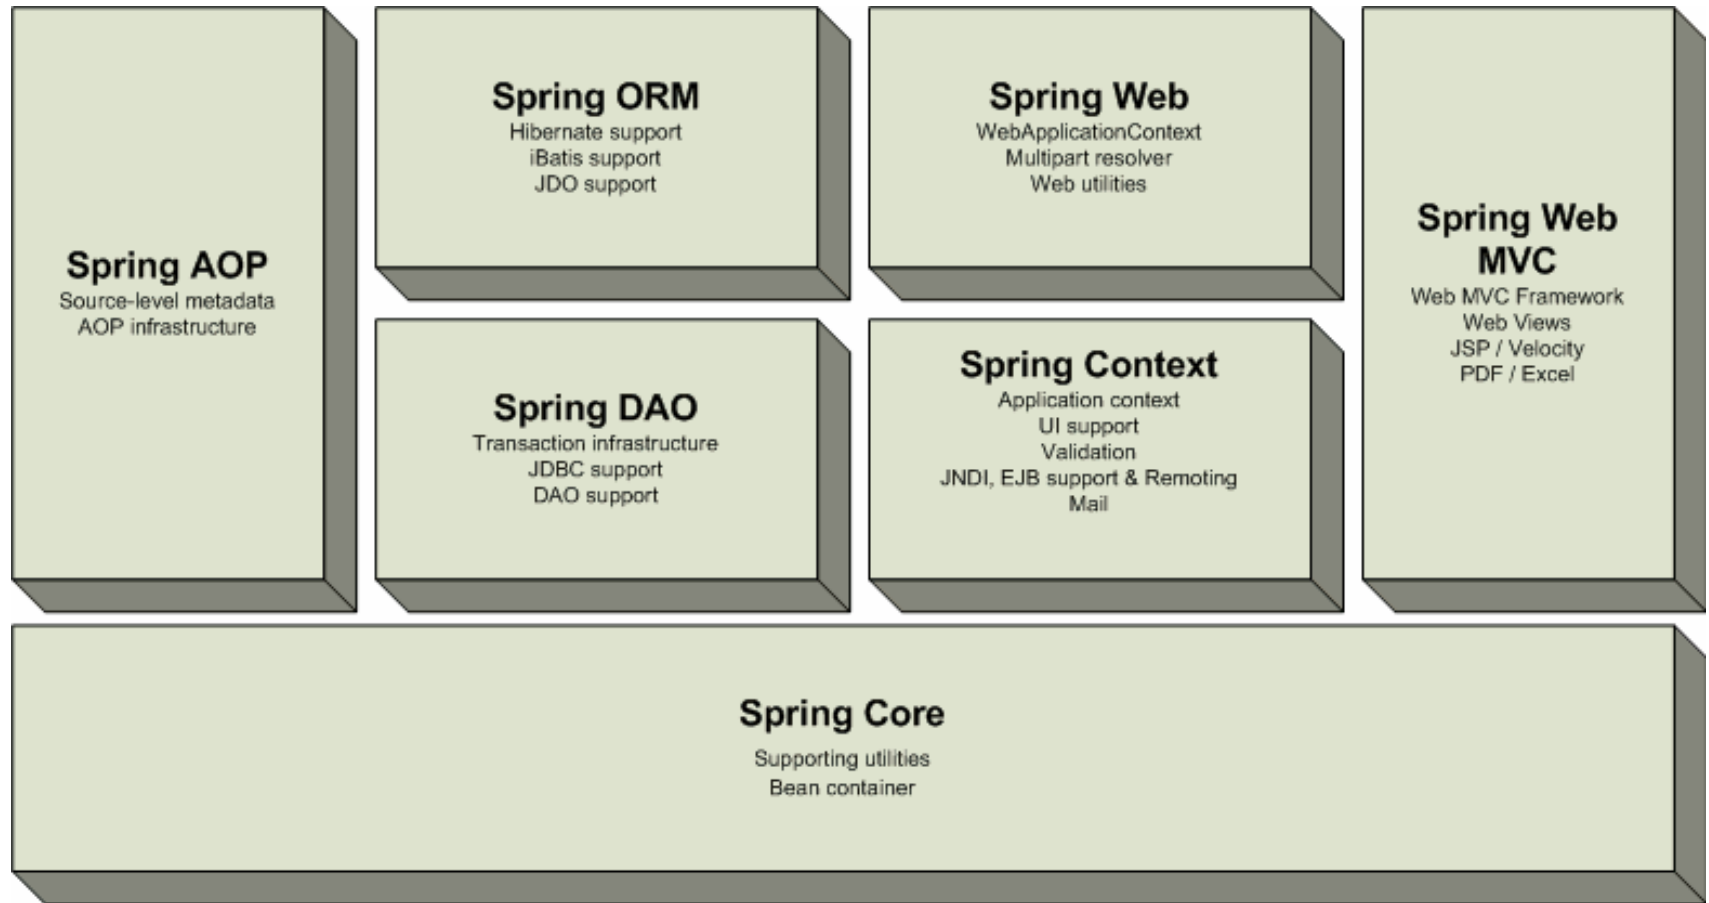 Spring AOP
Source-level metadata
AOP infrastructure
Spring ORM
Hibernate support
iBatis support
JDO support
Spring DAO
Transaction infrastructure
JDBC support
DAO support
Spring Web
WebApplicationContext
Multipart resolver
Web utilities
Spring Context
Application context
UI support
Validation
JNDI, EJB support & Remoting
Mail
Spring Web
MVC
Web MVC Framework
Web Views
JSP / Velocity
PDF / Excel
Spring Core
Supporting utilities
Bean container